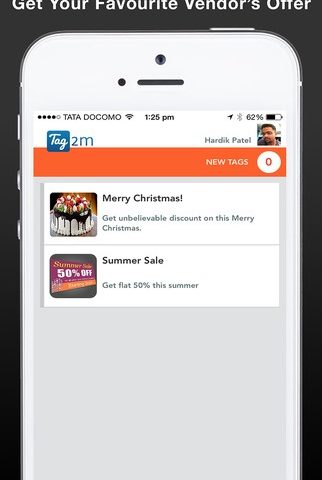 Get Your Favourite Vendor's Offer
TATA DOCOMO 1:25 pm 62%
Tag 2m
Hardik Patel
NEW TAGS 0
Merry Christmas!
Get unbelievable discount on this Merry
Christmas.
Summer Sale
50% OFF
Summer Sale
Get flat 50% this summer